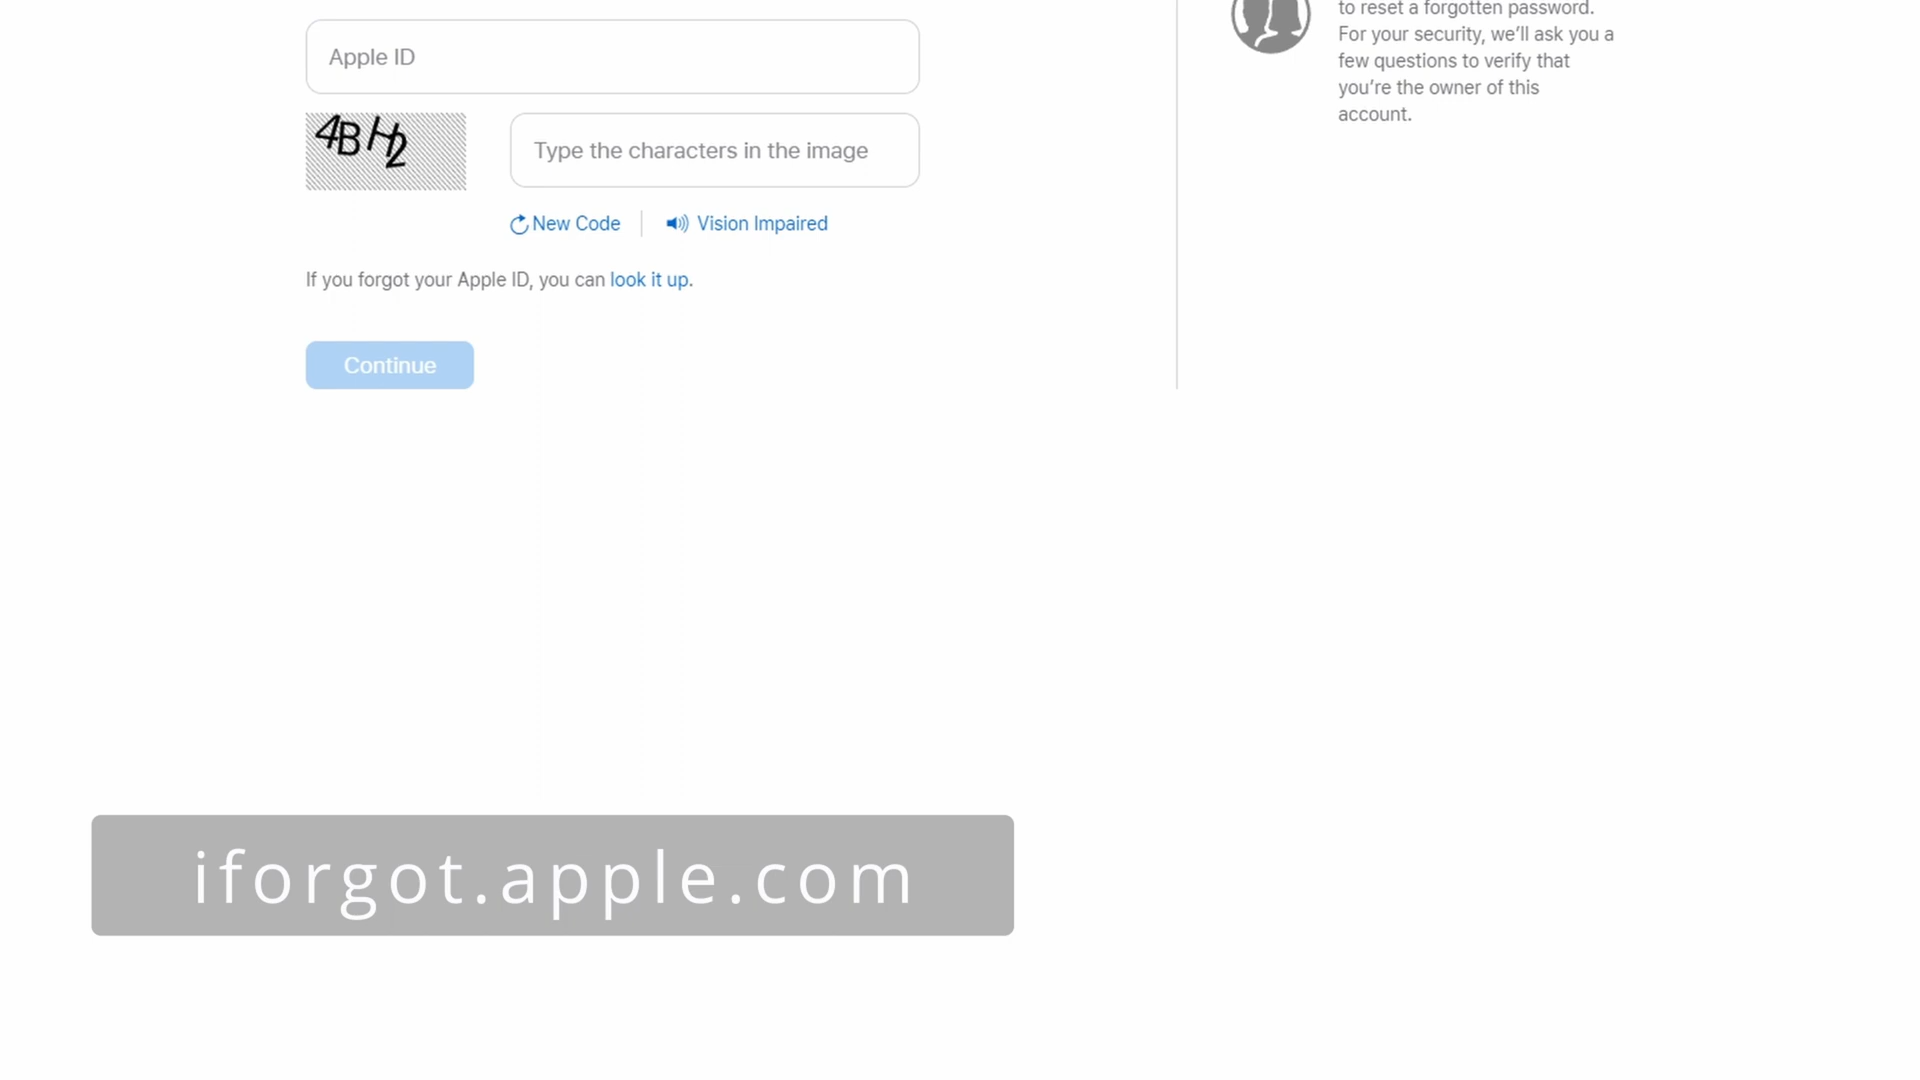 Apple ID
4BH2
Type the characters in the image
New Code
Vision Impaired
If you forgot your Apple ID, you can look it up.
Continue
to reset a forgotten password.
For your security, we’ll ask you a
few questions to verify that
you’re the owner of this
account.
iforgot.apple.com